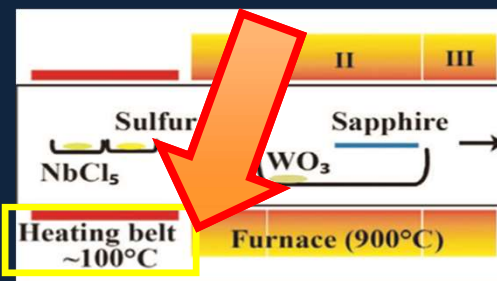 II
III
Sulfur
Sapphire
NbCl₅
WO₃
Heating belt
~100°C
Furnace (900°C)